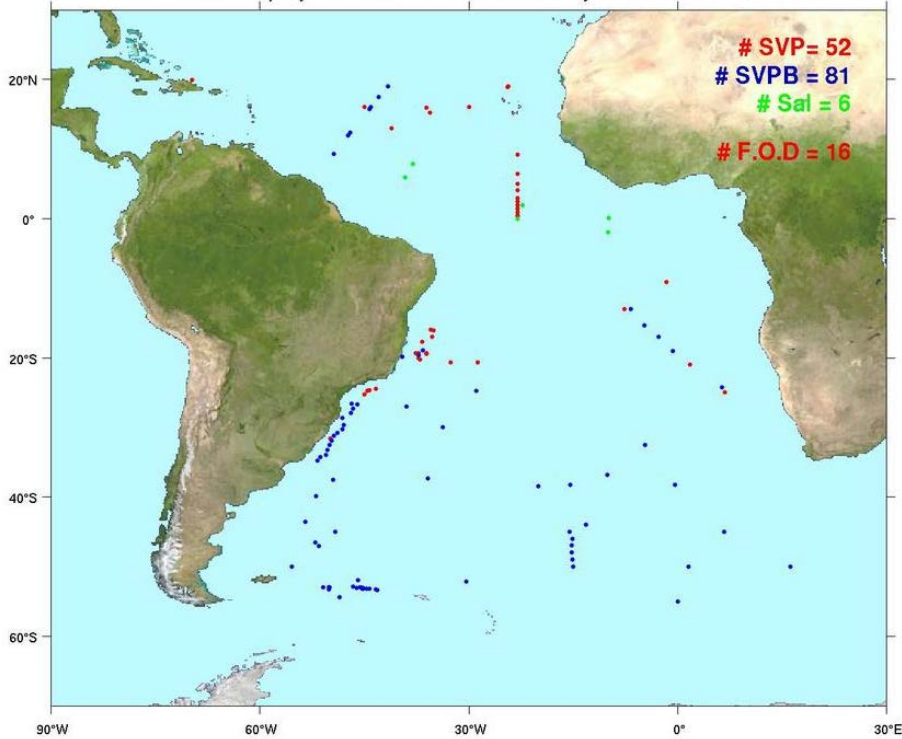 # SVP= 52
# SVPB = 81
# Sal = 6
# F.O.D = 16
20°N
0°
20°S
40°S
60°S
90°W 60°W 30°W 0° 30°E